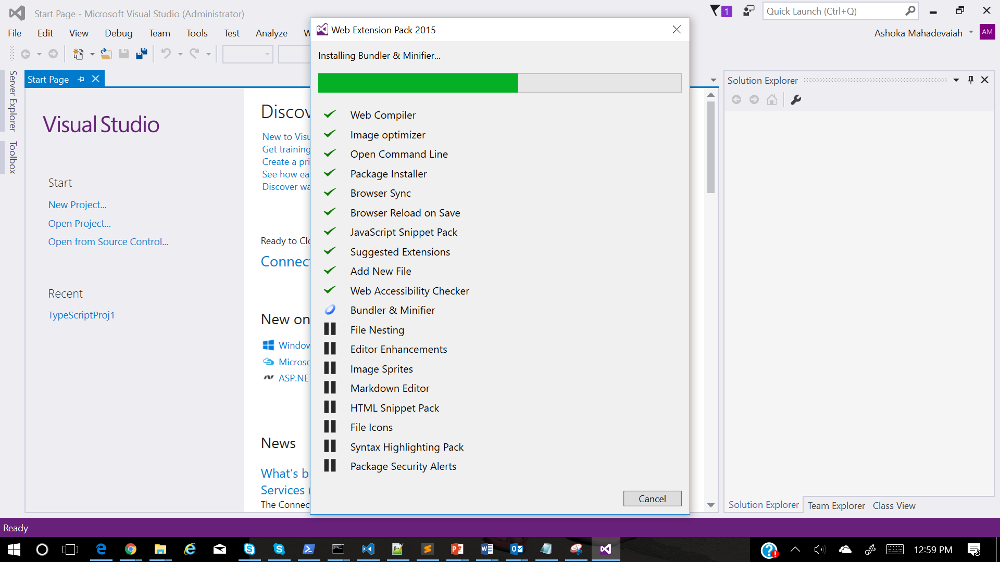 Start Page - Microsoft Visual Studio (Administrator)
1
Quick Launch (Ctrl+Q)
File Edit View Debug Team Tools Test Analyze W
Ashoka Mahadevaiah AM
Server Explorer
Toolbox
Start Page
Visual Studio
Start
New Project...
Open Project...
Open from Source Control...
Recent
TypeScriptProj1
Discov
New to Visu
Get training
Create a pri
See how ea
Discover wa
Ready to Clo
Connec
New on
Window
Microso
ASP.NE
News
What's b
Services (
The Connec
Web Extension Pack 2015
Installing Bundler & Minifier...
Web Compiler
Image optimizer
Open Command Line
Package Installer
Browser Sync
Browser Reload on Save
JavaScript Snippet Pack
Suggested Extensions
Add New File
Web Accessibility Checker
Bundler & Minifier
File Nesting
Editor Enhancements
Image Sprites
Markdown Editor
HTML Snippet Pack
File Icons
Syntax Highlighting Pack
Package Security Alerts
Cancel
Solution Explorer
Solution Explorer Team Explorer Class View
Ready
12:59 PM